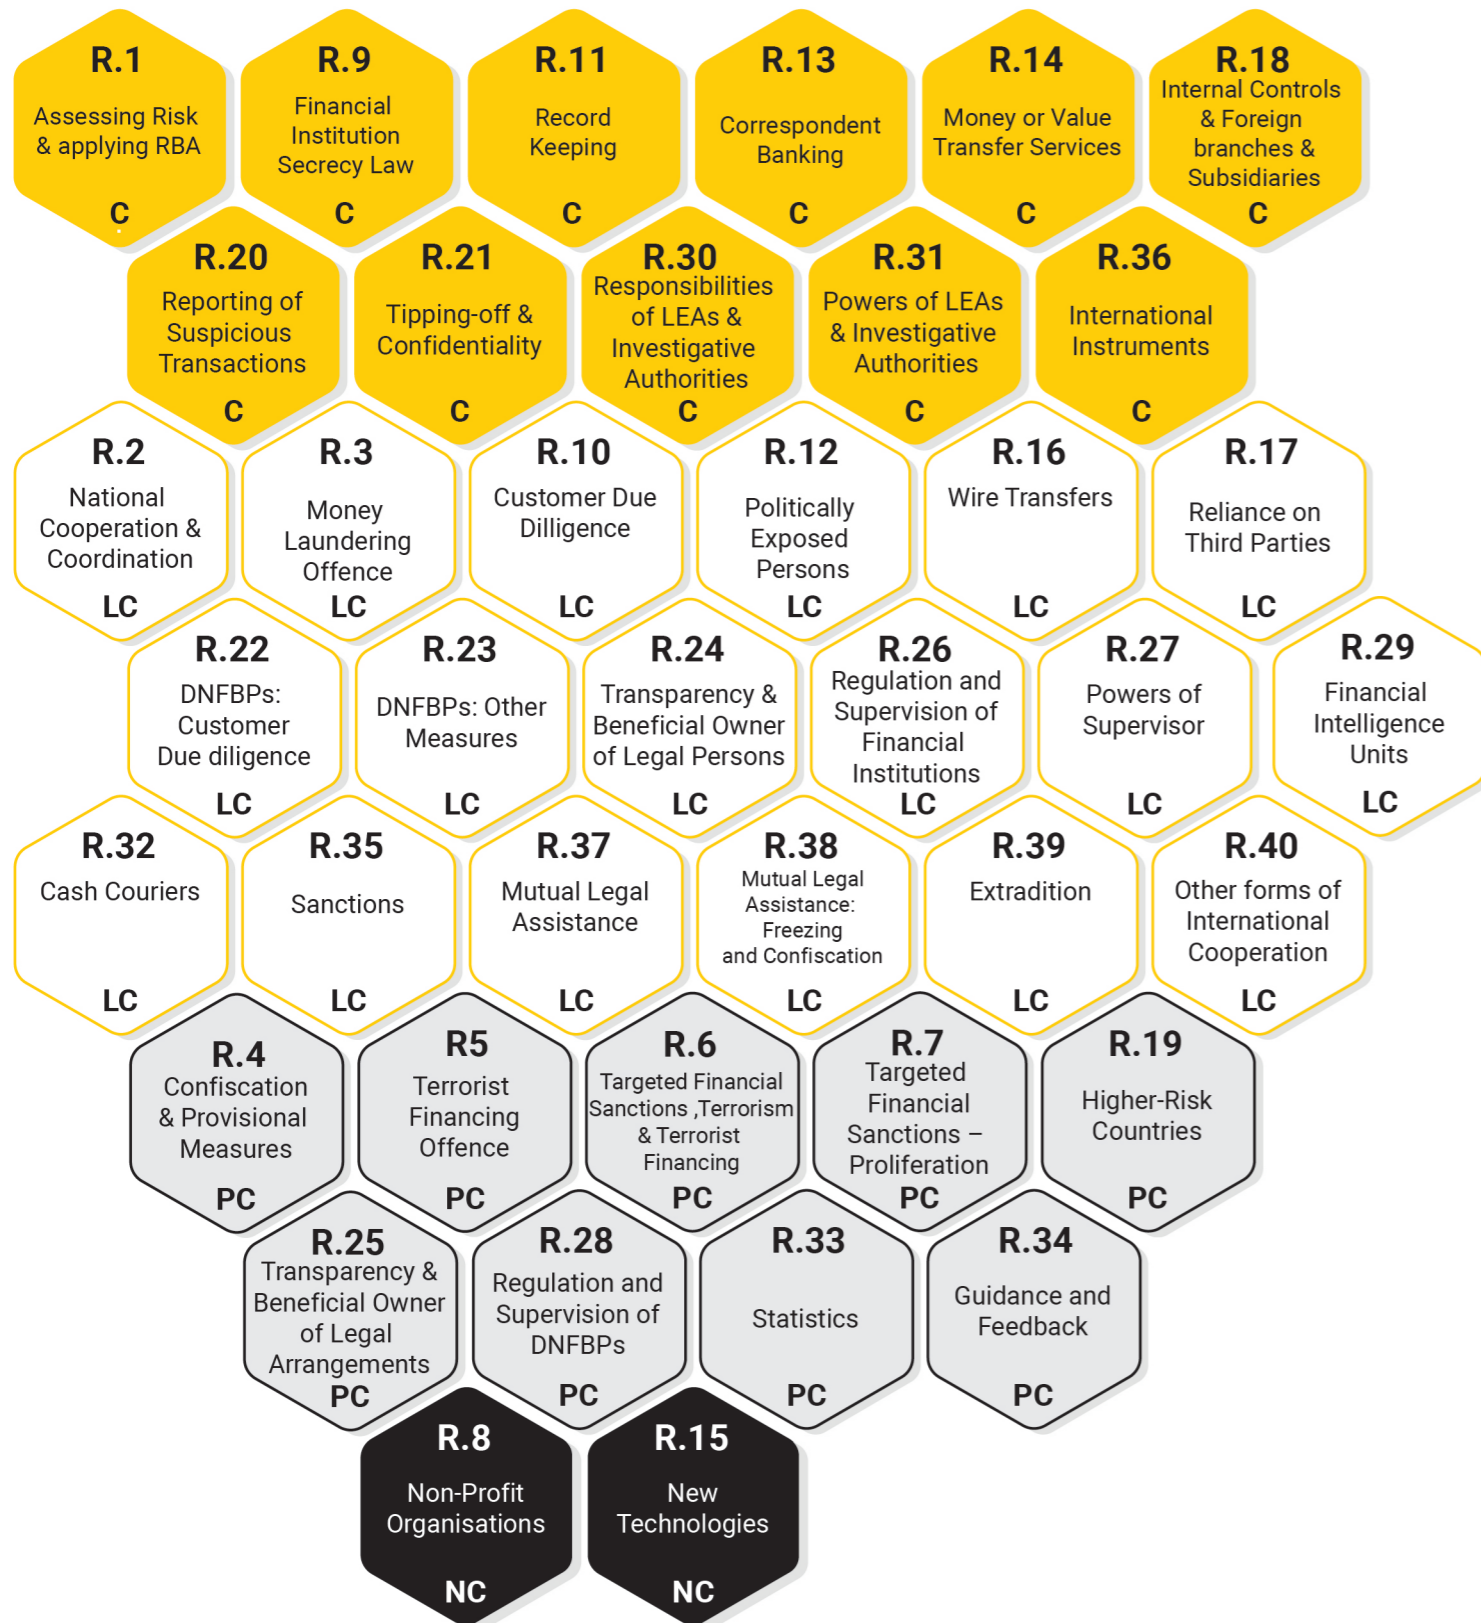 R.1
Assessing Risk
& applying RBA
C
R.9
Financial
Institution
Secrecy Law
C
R.11
Record
Keeping
C
R.13
Correspondent
Banking
C
R.14
Money or Value
Transfer Services
C
R.18
Internal Controls
& Foreign
branches &
Subsidiaries
C
R.20
Reporting of
Suspicious
Transactions
C
R.21
Tipping-off &
Confidentiality
C
R.30
Responsibilities
of LEAs &
Investigative
Authorities
C
R.31
Powers of LEAs
& Investigative
Authorities
C
R.36
International
Instruments
C
R.2
National
Cooperation &
Coordination
LC
R.3
Money
Laundering
Offence
LC
R.10
Customer Due
Dilligence
LC
R.12
Politically
Exposed
Persons
LC
R.16
Wire Transfers
LC
R.17
Reliance on
Third Parties
LC
R.22
DNFBPs:
Customer
Due diligence
LC
R.23
DNFBPs: Other
Measures
LC
R.24
Transparency &
Beneficial Owner
of Legal Persons
LC
R.26
Regulation and
Supervision of
Financial
Institutions
LC
R.27
Powers of
Supervisor
LC
R.29
Financial
Intelligence
Units
LC
R.32
Cash Couriers
LC
R.35
Sanctions
LC
R.37
Mutual Legal
Assistance
LC
R.38
Mutual Legal
Assistance:
Freezing
and Confiscation
LC
R.39
Extradition
LC
R.40
Other forms of
International
Cooperation
LC
R.4
Confiscation
& Provisional
Measures
PC
R5
Terrorist
Financing
Offence
PC
R.6
Targeted Financial
Sanctions ,Terrorism
& Terrorist
Financing
PC
R.7
Targeted
Financial
Sanctions –
Proliferation
PC
R.19
Higher-Risk
Countries
PC
R.25
Transparency &
Beneficial Owner
of Legal
Arrangements
PC
R.28
Regulation and
Supervision of
DNFBPs
PC
R.33
Statistics
PC
R.34
Guidance and
Feedback
PC
R.8
Non-Profit
Organisations
NC
R.15
New
Technologies
NC